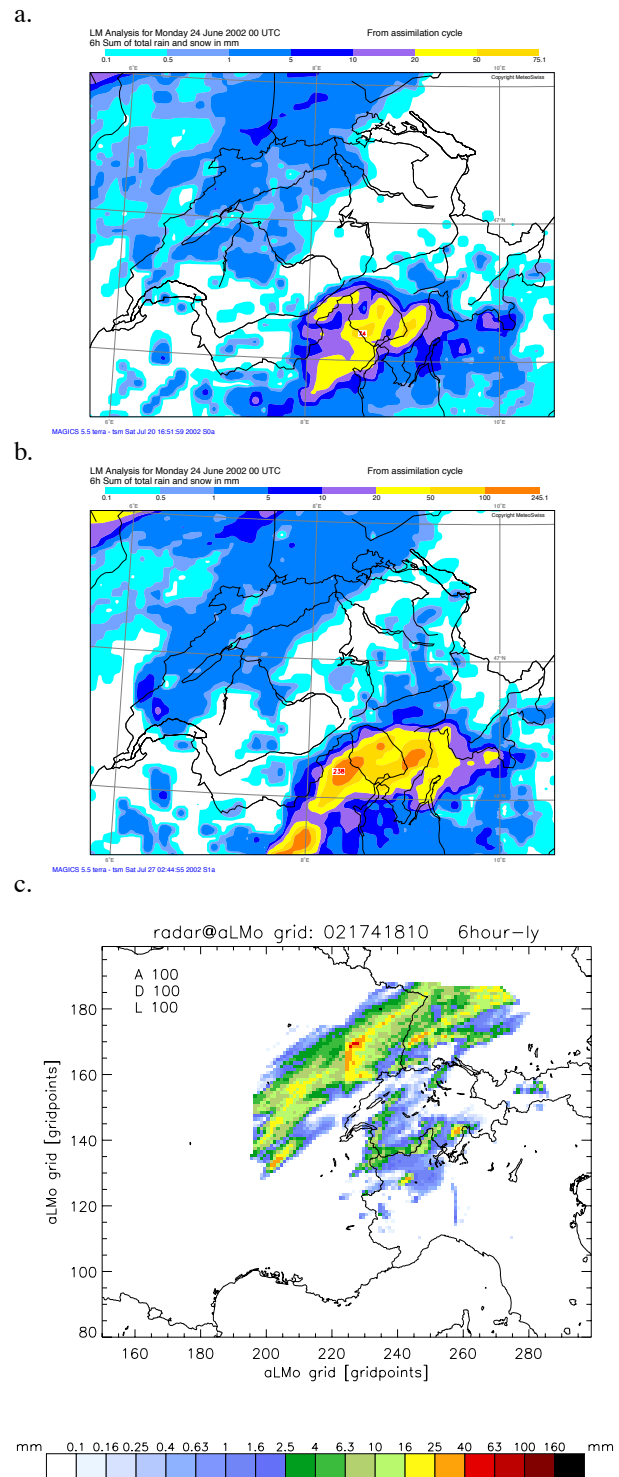 a.
LM Analysis for Monday 24 June 2002 00 UTC From assimilation cycle
6h Sum of total rain and snow in mm
0.1 0.5 1 5 10 20 50 75.1
6°E 8°E 10°E
Copyright MeteoSwiss
47°N
74
6°E 8°E 10°E
MAGICS 5.5 terra - tsm Sat Jul 20 16:51:59 2002 S0a
b.
LM Analysis for Monday 24 June 2002 00 UTC From assimilation cycle
6h Sum of total rain and snow in mm
0.1 0.5 1 5 10 20 50 100 245.1
6°E 8°E 10°E
Copyright MeteoSwiss
47°N
238
6°E 8°E 10°E
MAGICS 5.5 terra - tsm Sat Jul 27 02:44:55 2002 S1a
c.
radar@aLMo grid: 021741810 6hour-ly
A 100
D 100
L 100
180
160
140
120
100
80
aLMo grid [gridpoints]
160 180 200 220 240 260 280
aLMo grid [gridpoints]
mm 0.1 0.16 0.25 0.4 0.63 1 1.6 2.5 4 6.3 10 16 25 40 63 100 160 mm